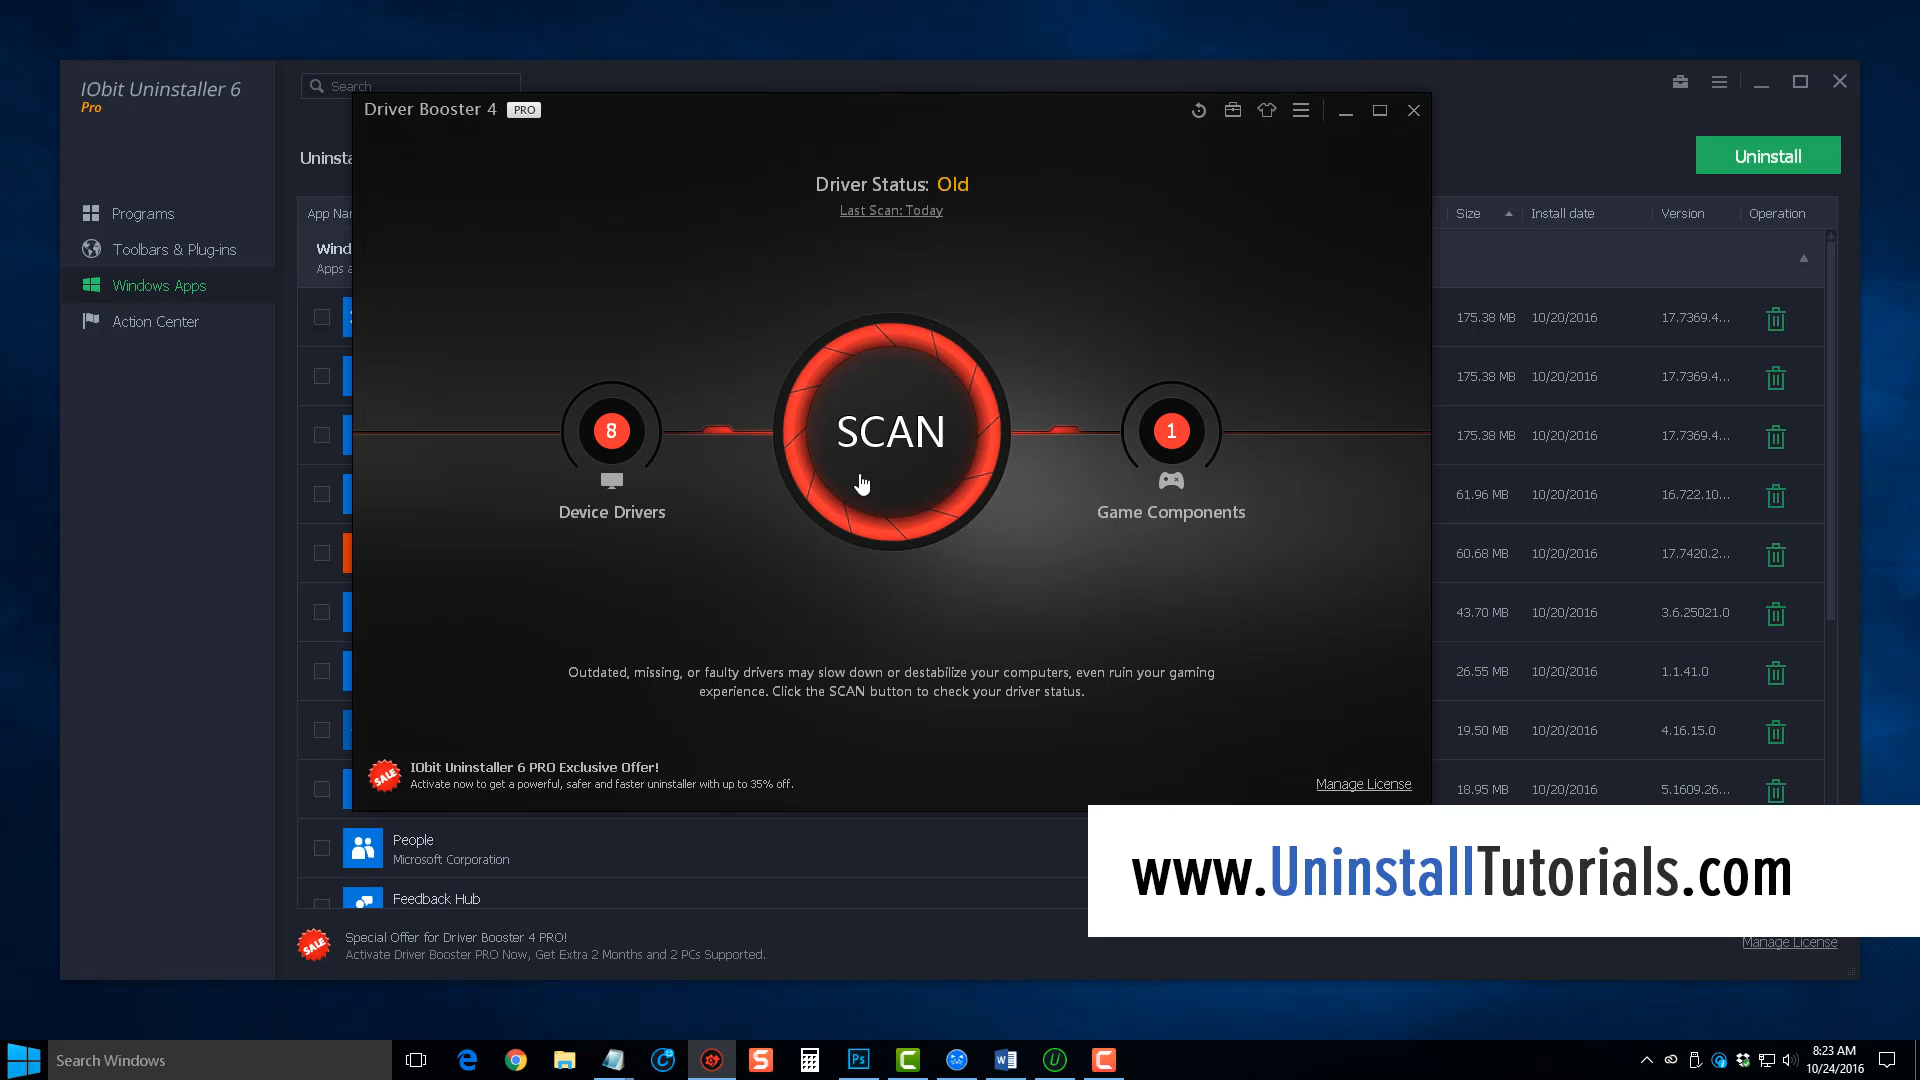 IObit Uninstaller 6
Pro
Search
Driver Booster 4 PRO
Programs
Toolbars & Plug-ins
Windows Apps
Action Center
Uninstall
Driver Status: Old
Last Scan: Today
Size
Install date
Version
Operation
SCAN
8
Device Drivers
1
Game Components
175.38 MB 10/20/2016 17.7369.4...
175.38 MB 10/20/2016 17.7369.4...
175.38 MB 10/20/2016 17.7369.4...
61.96 MB 10/20/2016 16.722.10...
60.68 MB 10/20/2016 17.7420.2...
43.70 MB 10/20/2016 3.6.25021.0
26.55 MB 10/20/2016 1.1.41.0
19.50 MB 10/20/2016 4.16.15.0
18.95 MB 10/20/2016 5.1609.26...
Outdated, missing, or faulty drivers may slow down or destabilize your computers, even ruin your gaming
experience. Click the SCAN button to check your driver status.
SALE
IObit Uninstaller 6 PRO Exclusive Offer!
Activate now to get a powerful, safer and faster uninstaller with up to 35% off.
Manage License
People
Microsoft Corporation
Feedback Hub
www.UninstallTutorials.com
SALE
Special Offer for Driver Booster 4 PRO!
Activate Driver Booster PRO Now, Get Extra 2 Months and 2 PCs Supported.
Manage License
Search Windows
8:23 AM
10/24/2016